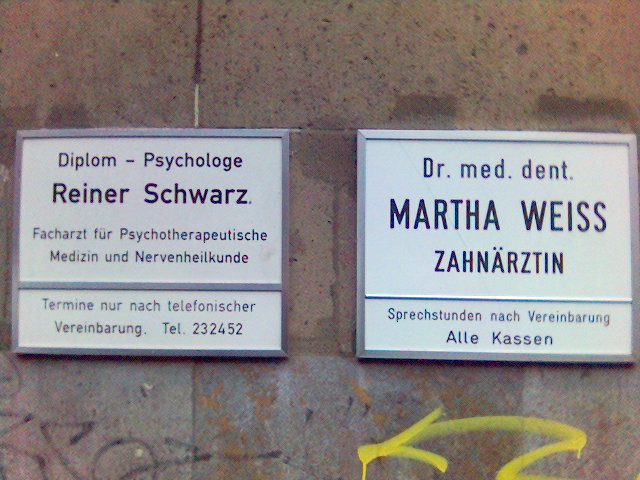 Diplom - Psychologe
Reiner Schwarz.
Facharzt für Psychotherapeutische
Medizin und Nervenheilkunde
Termine nur nach telefonischer
Vereinbarung. Tel. 232452
Dr. med. dent.
MARTHA WEISS
ZAHNÄRZTIN
Sprechstunden nach Vereinbarung
Alle Kassen